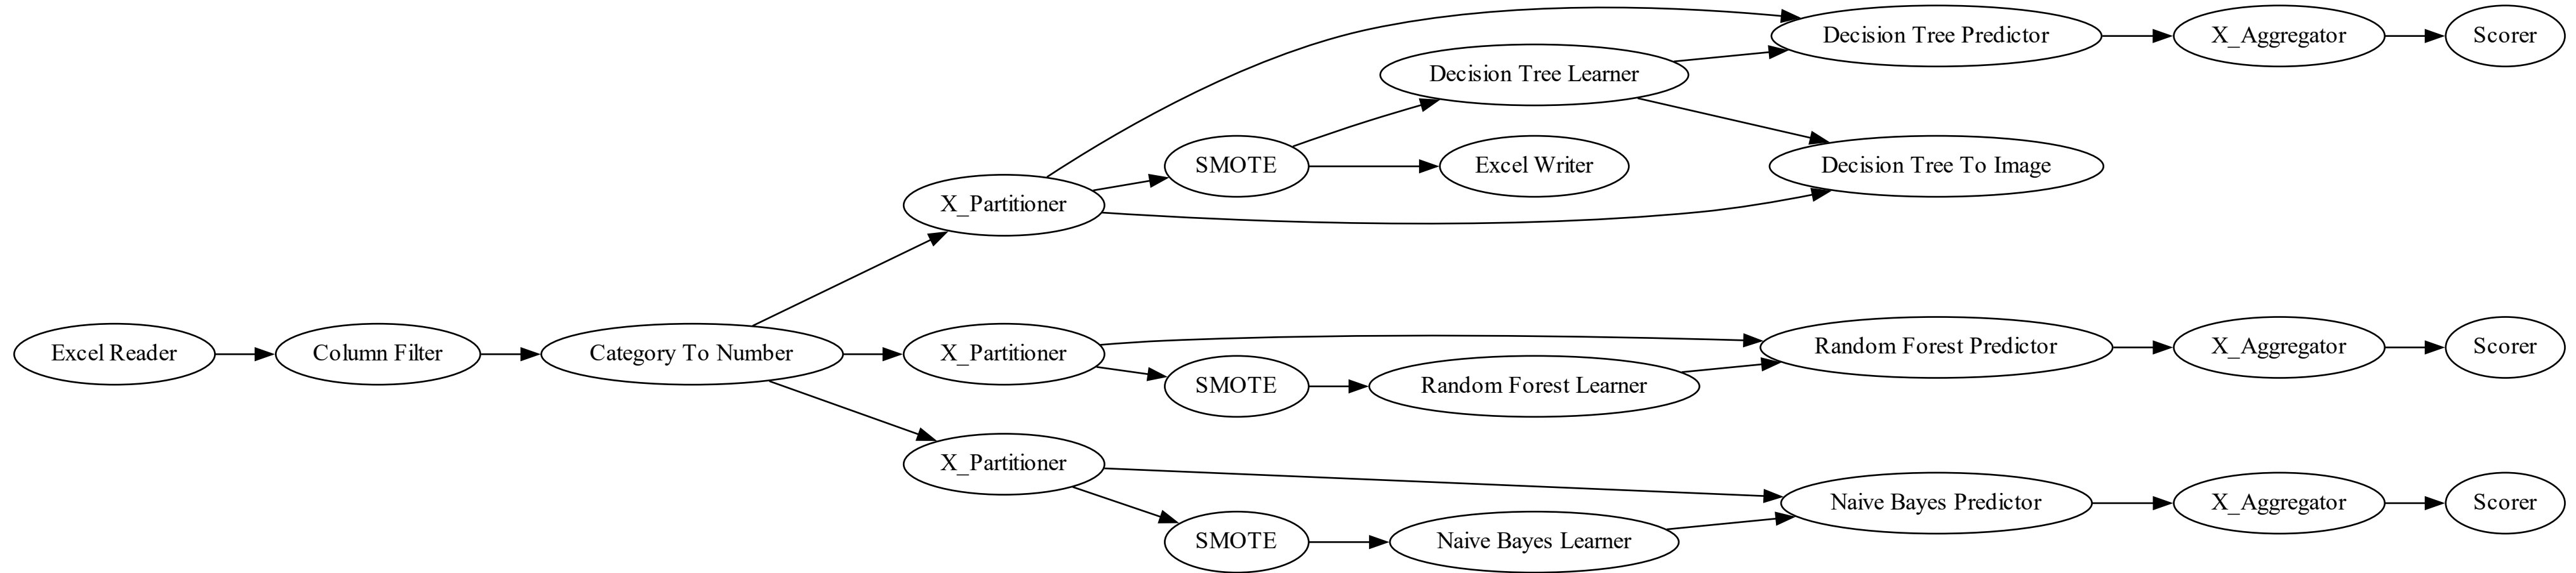 Excel Reader
Column Filter
Category To Number
X_Partitioner
SMOTE
Decision Tree Learner
Excel Writer
Decision Tree Predictor
Decision Tree To Image
X_Aggregator
Scorer
X_Partitioner
SMOTE
Random Forest Learner
Random Forest Predictor
X_Aggregator
Scorer
X_Partitioner
SMOTE
Naive Bayes Learner
Naive Bayes Predictor
X_Aggregator
Scorer